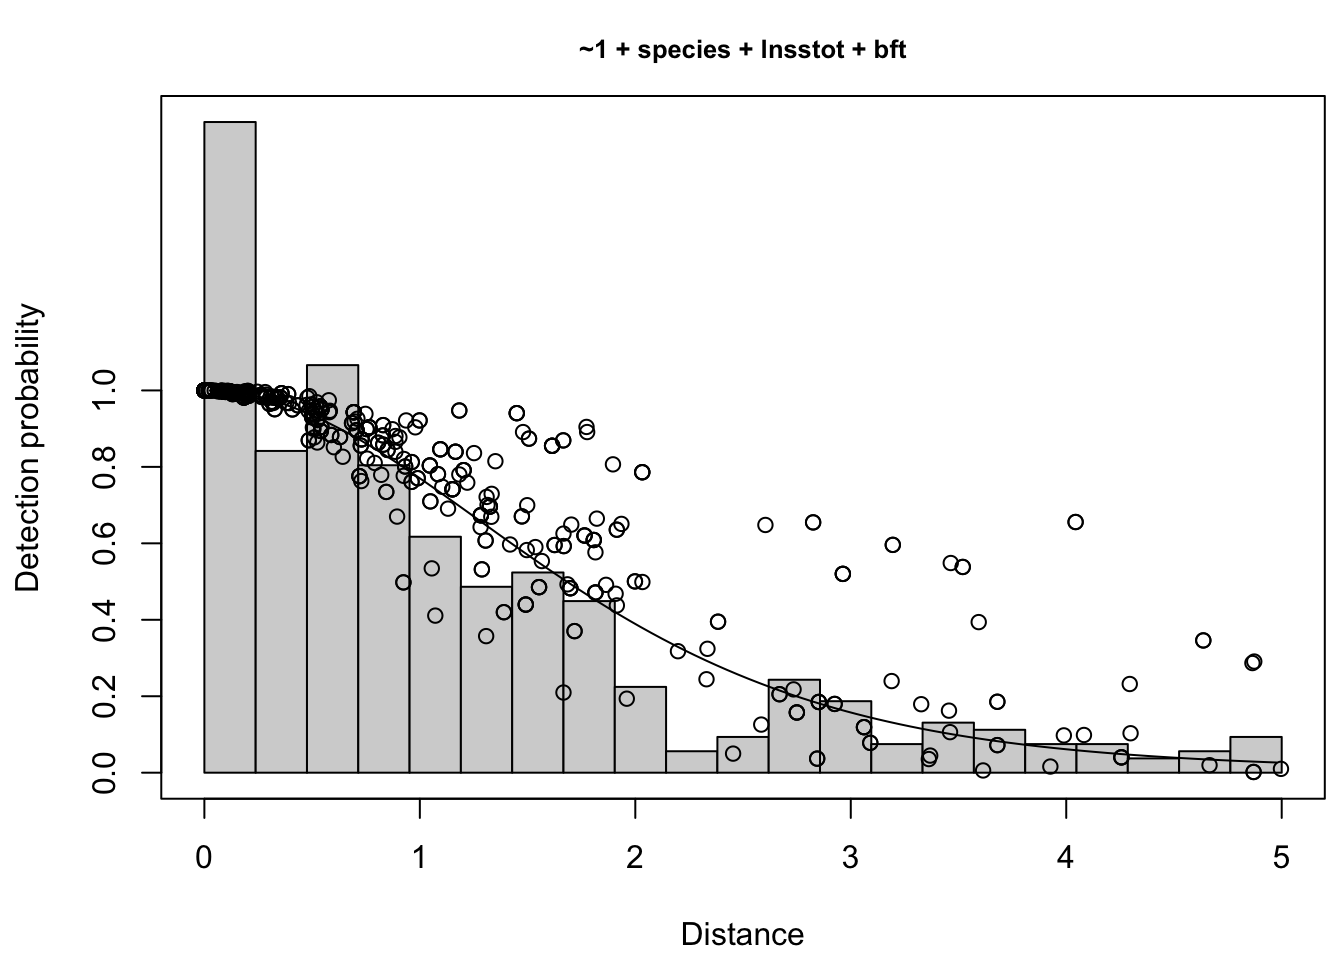 ~1 + species + lnsstot + bft
Detection probability
1.0
0.8
0.6
0.4
0.2
0.0
0 1 2 3 4 5
Distance